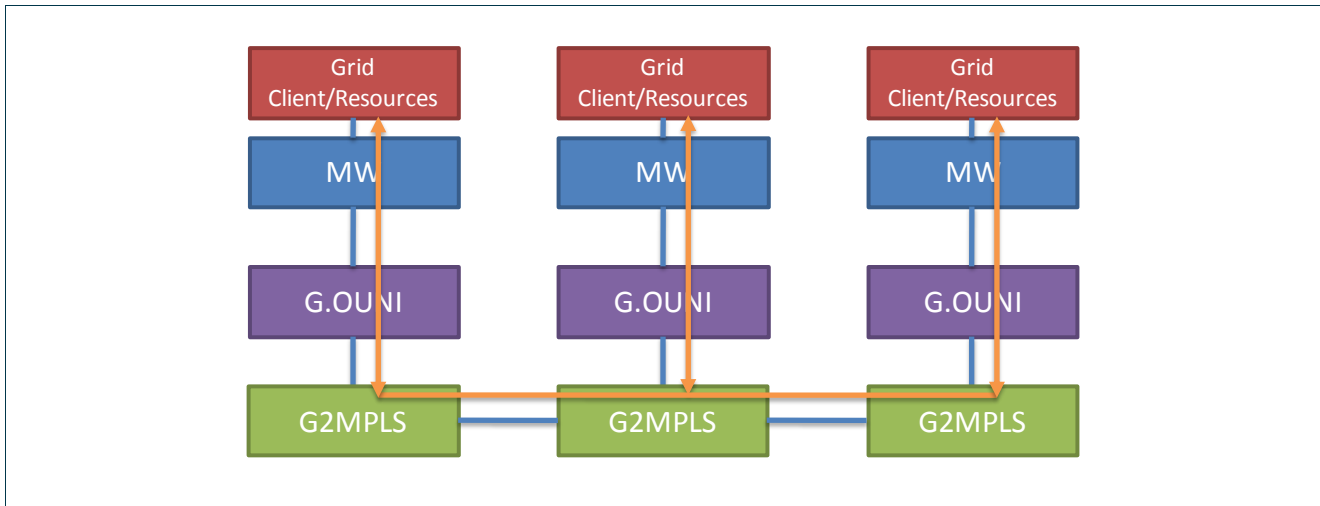 Grid
Client/Resources
Grid
Client/Resources
Grid
Client/Resources
MW
MW
MW
G.OUNI
G.OUNI
G.OUNI
G2MPLS
G2MPLS
G2MPLS